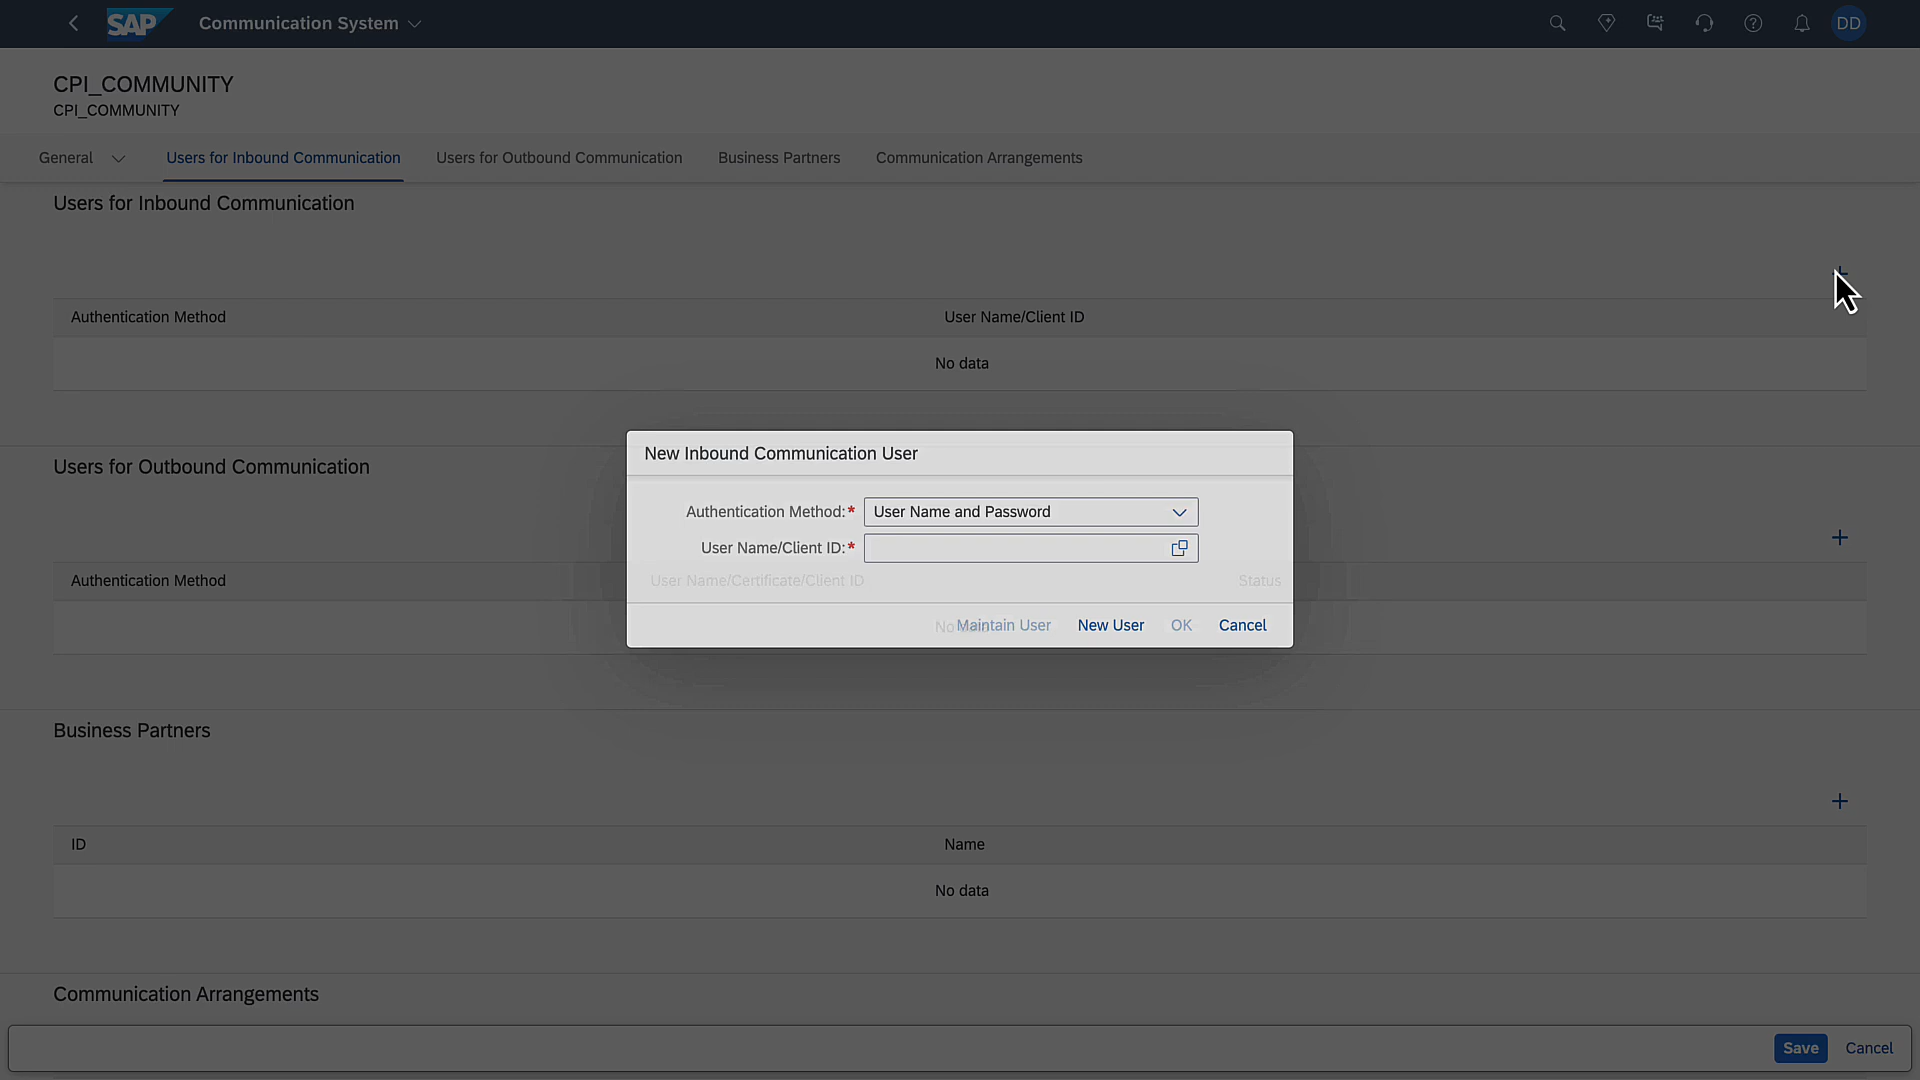 SAP Communication System
DD
CPI_COMMUNITY
CPI_COMMUNITY
General Users for Inbound Communication Users for Outbound Communication Business Partners Communication Arrangements
Users for Inbound Communication
Authentication Method User Name/Client ID
No data
New Inbound Communication User
Authentication Method:* User Name and Password
User Name/Client ID:*
User Name/Certificate/Client ID Status
No data
Maintain User New User OK Cancel
Users for Outbound Communication
Authentication Method
Business Partners
ID Name
No data
Communication Arrangements
Save Cancel